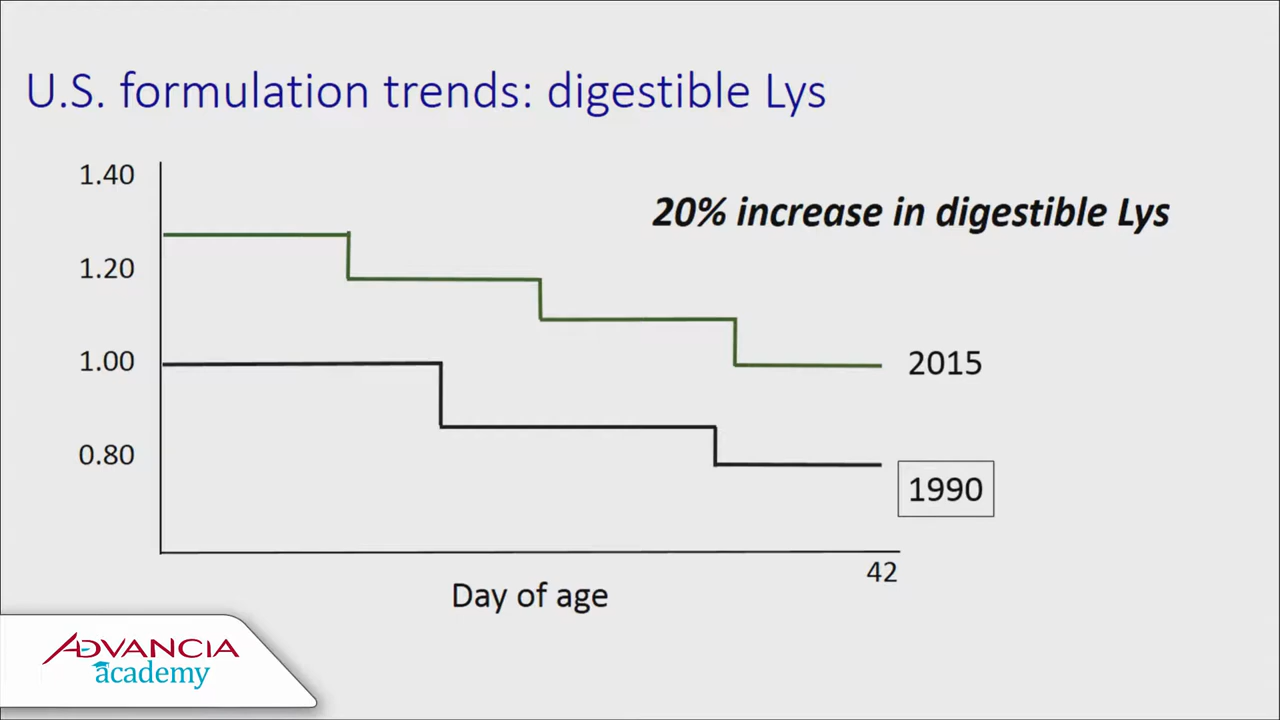 U.S. formulation trends: digestible Lys
1.40
20% increase in digestible Lys
1.20
1.00
2015
0.80
1990
42
Day of age
ADVANCIA
academy